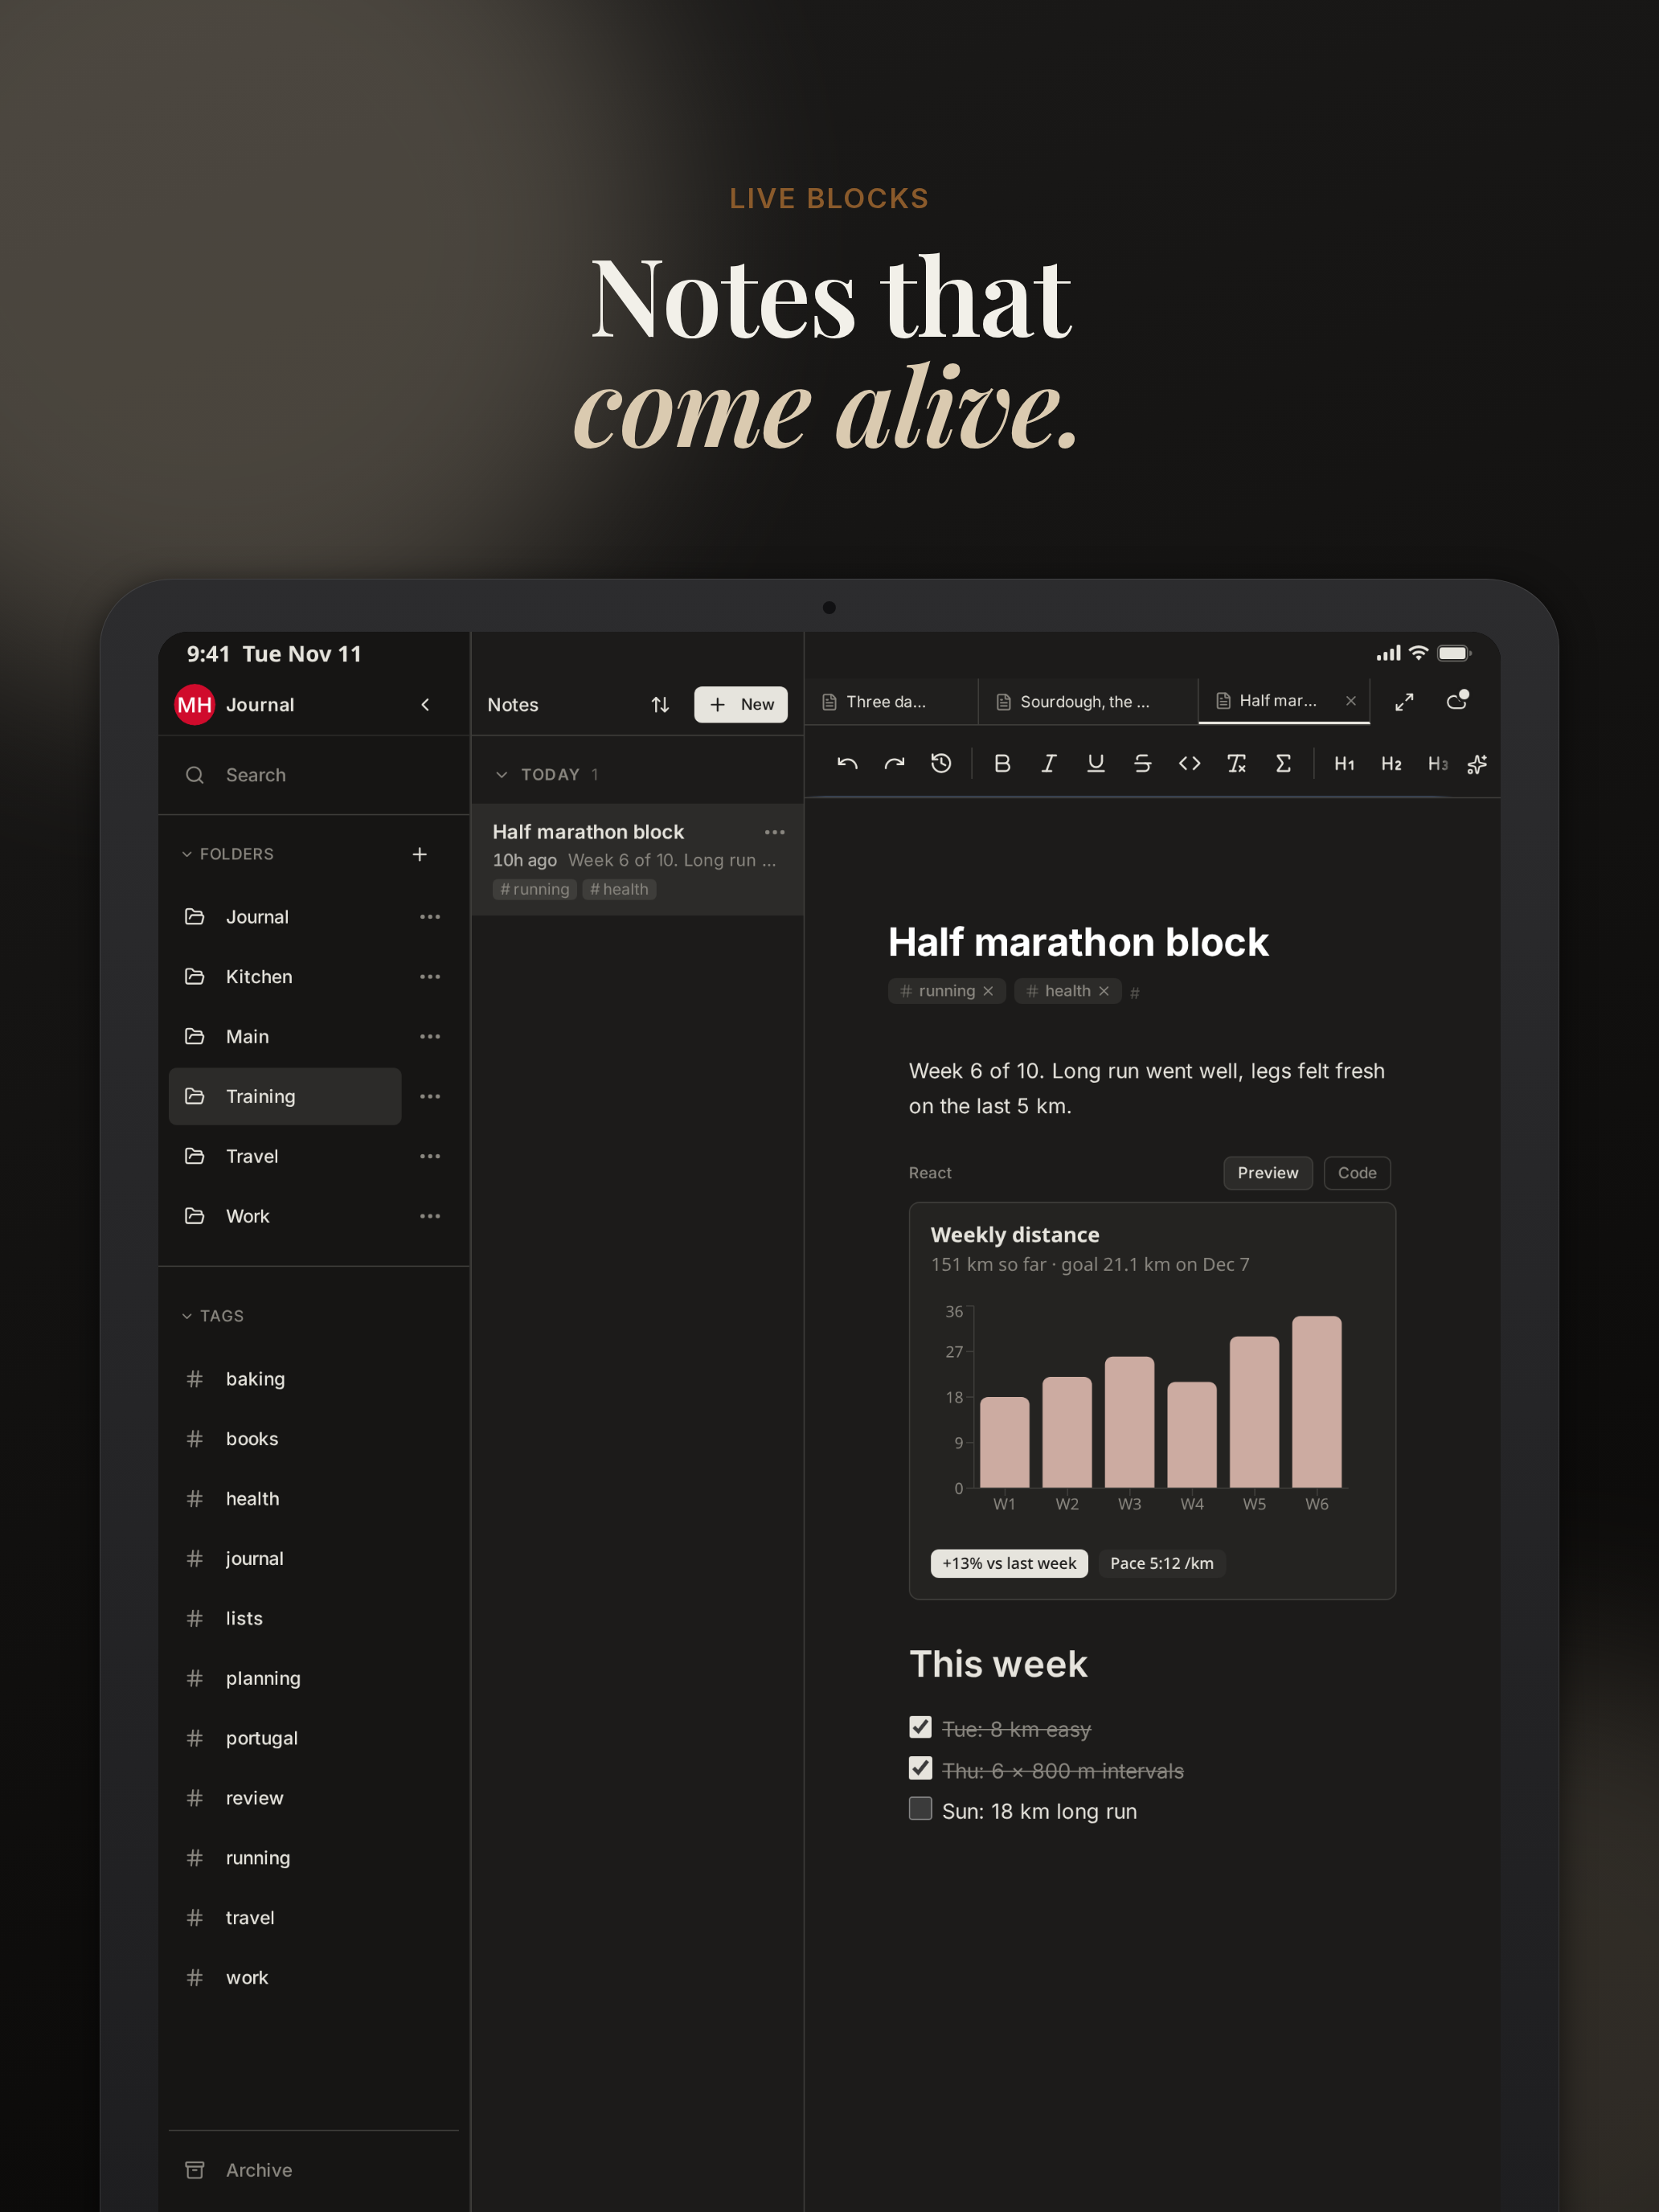 LIVE BLOCKS
Notes that
come alive.
9:41 Tue Nov 11
MH Journal
Search
FOLDERS
Journal
Kitchen
Main
Training
Travel
Work
TAGS
# baking
# books
# health
# journal
# lists
# planning
# portugal
# review
# running
# travel
# work
Archive
Notes
+ New
TODAY 1
Half marathon block
10h ago Week 6 of 10. Long run ...
# running # health
Three da...
Sourdough, the ...
Half mar...
B I U S <> Tx Σ H1 H2 H3
Half marathon block
# running × # health × #
Week 6 of 10. Long run went well, legs felt fresh
on the last 5 km.
React
Preview
Code
Weekly distance
151 km so far · goal 21.1 km on Dec 7
36
27
18
9
0
W1 W2 W3 W4 W5 W6
+13% vs last week
Pace 5:12 /km
This week
Tue: 8 km easy
Thu: 6 × 800 m intervals
Sun: 18 km long run